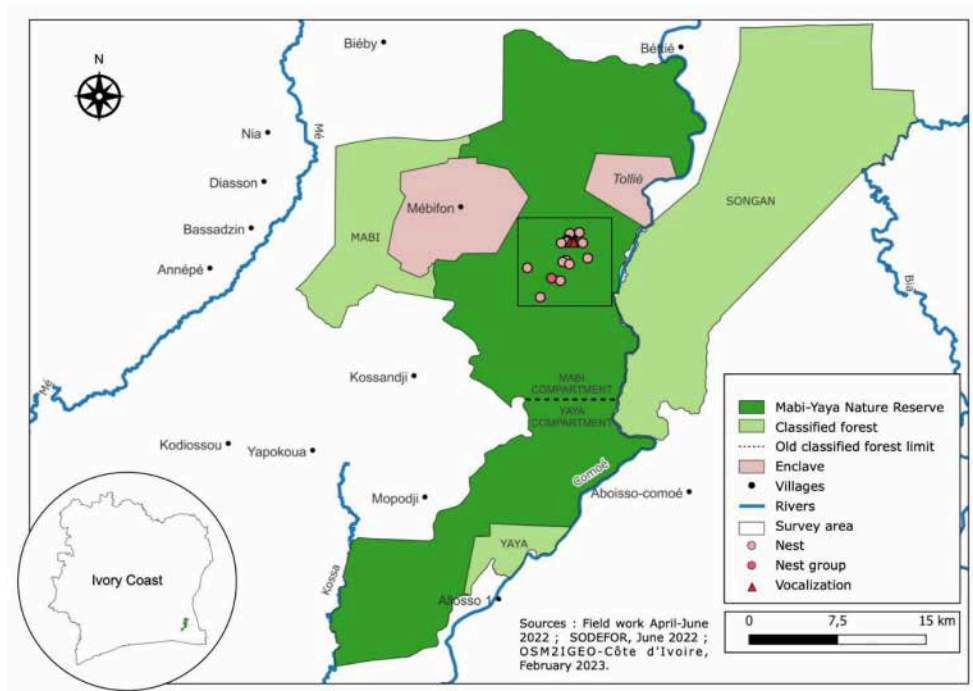 Biéby
Béttié
N
Nia
Mé
Diasson
Tollié
SONGAN
Mébifon
Bassadzin
MABI
Annépé
Bia
Mé
Kossandji
MABI
COMPARTMENT
YAYA
COMPARTMENT
Kodiossou
Yapokoua
Comoé
Mopodji
Aboisso-comoé
YAYA
Kossa
Allosso 1
Ivory Coast
Mabi-Yaya Nature Reserve
Classified forest
Old classified forest limit
Enclave
Villages
Rivers
Survey area
Nest
Nest group
Vocalization
0 7,5 15 km
Sources : Field work April-June
2022 ; SODEFOR, June 2022 ;
OSM2IGEO-Côte d'Ivoire,
February 2023.